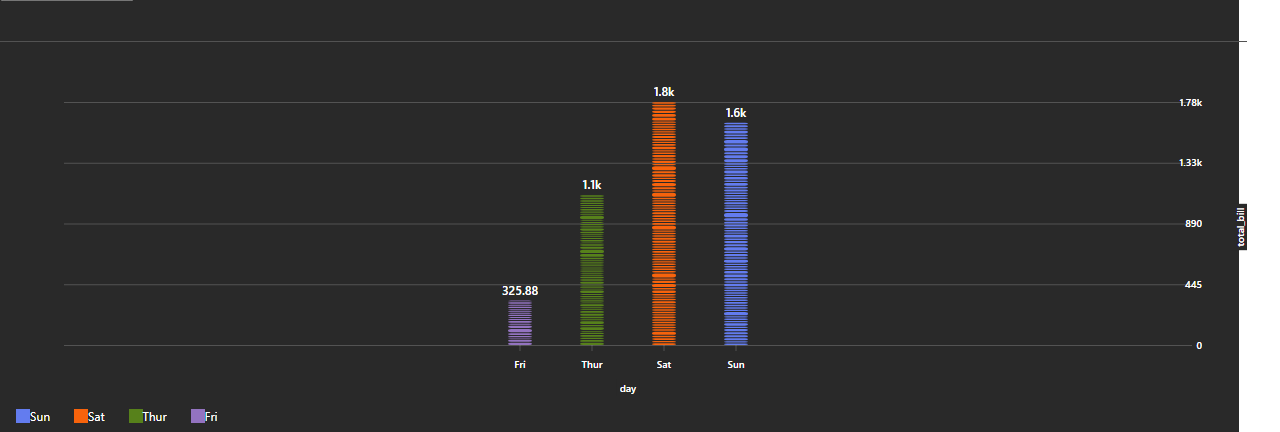 1.8k
1.78k
1.6k
1.33k
1.1k
890
total_bill
445
325.88
0
Fri Thur Sat Sun
day
Sun Sat Thur Fri